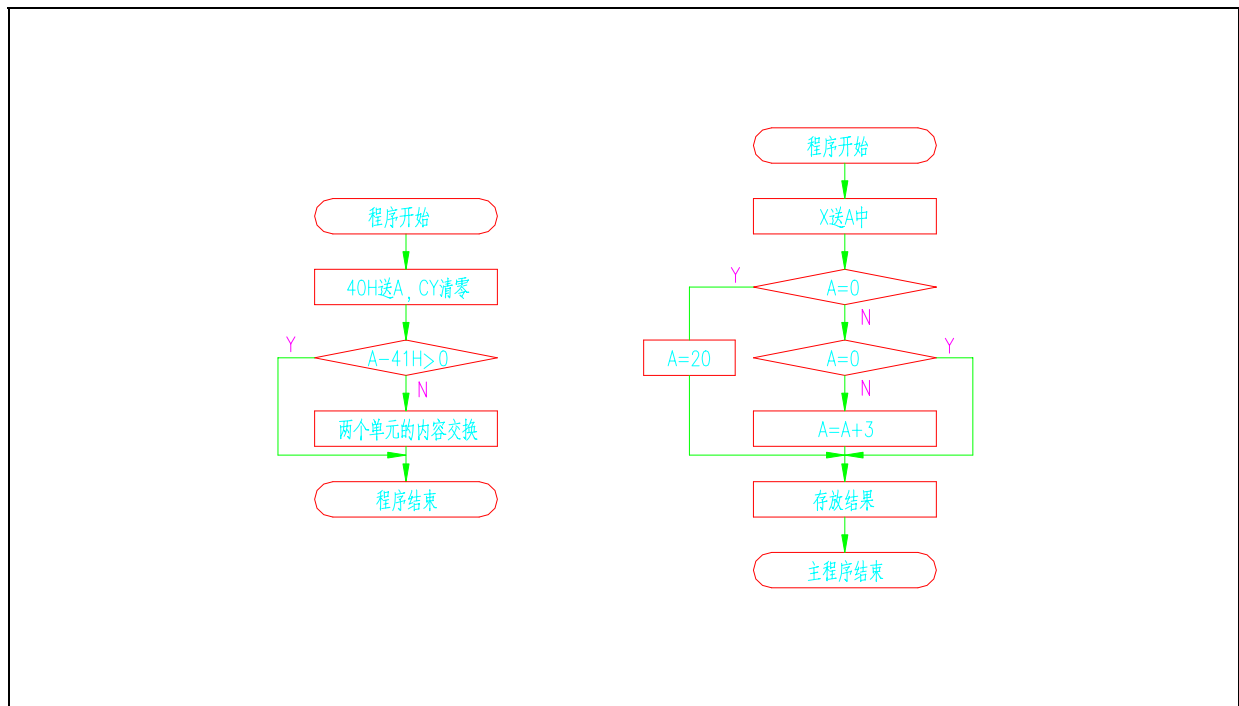 程序开始
40H送A, CY清零
Y
A-41H>0
N
两个单元的内容交换
程序结束
程序开始
X送A中
Y
A=0
N
A=20
A=0
Y
N
A=A+3
存放结果
主程序结束